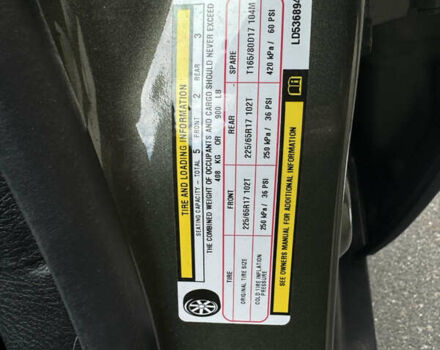 TIRE AND LOADING INFORMATION
SEATING CAPACITY - TOTAL 5 FRONT 2 REAR 3
THE COMBINED WEIGHT OF OCCUPANTS AND CARGO SHOULD NEVER EXCEED
408 KG OR 900 LB
TIRE FRONT REAR SPARE
ORIGINAL TIRE SIZE 225/65R17 102T 225/65R17 102T T165/80D17 104M
COLD TIRE INFLATION PRESSURE 250 kPa / 36 PSI 250 kPa / 36 PSI 420 kPa / 60 PSI
SEE OWNERS MANUAL FOR ADDITIONAL INFORMATION